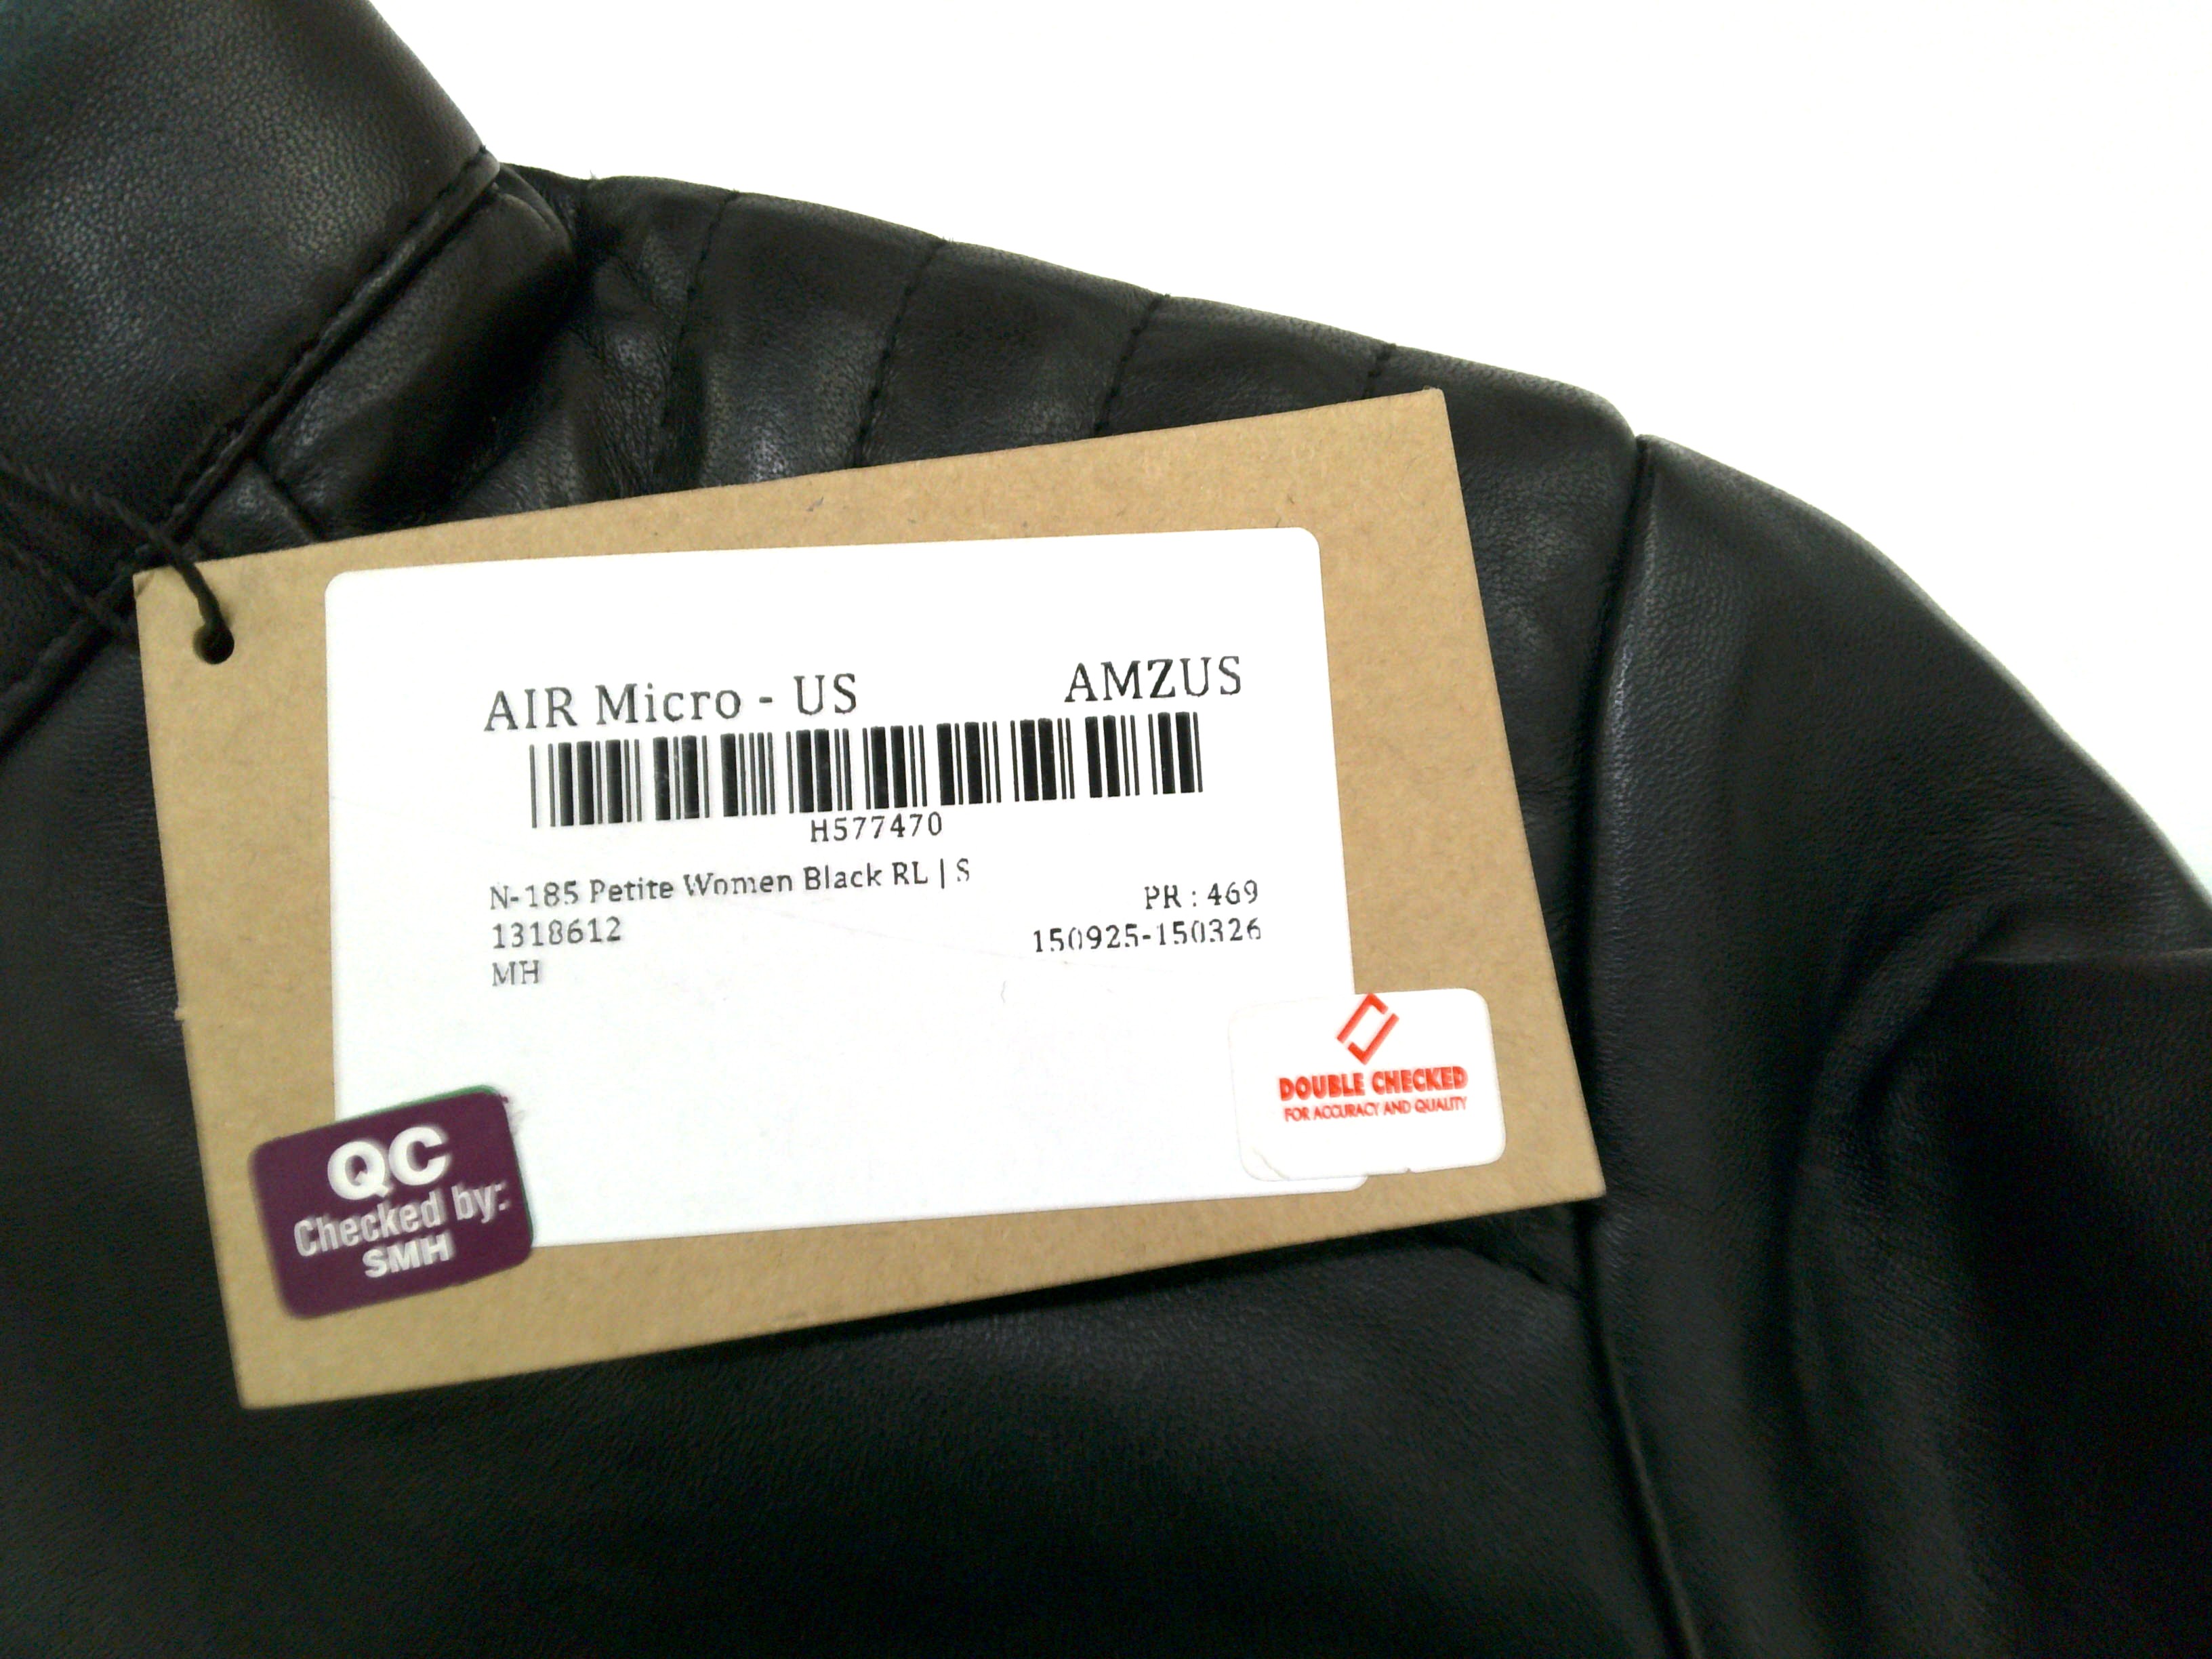 AIR Micro - US AMZUS
H577470
N-185 Petite Women Black RL | S
PR : 469
1318612
150925-150326
MH
DOUBLE CHECKED
FOR ACCURACY AND QUALITY
QC
Checked by:
SMH